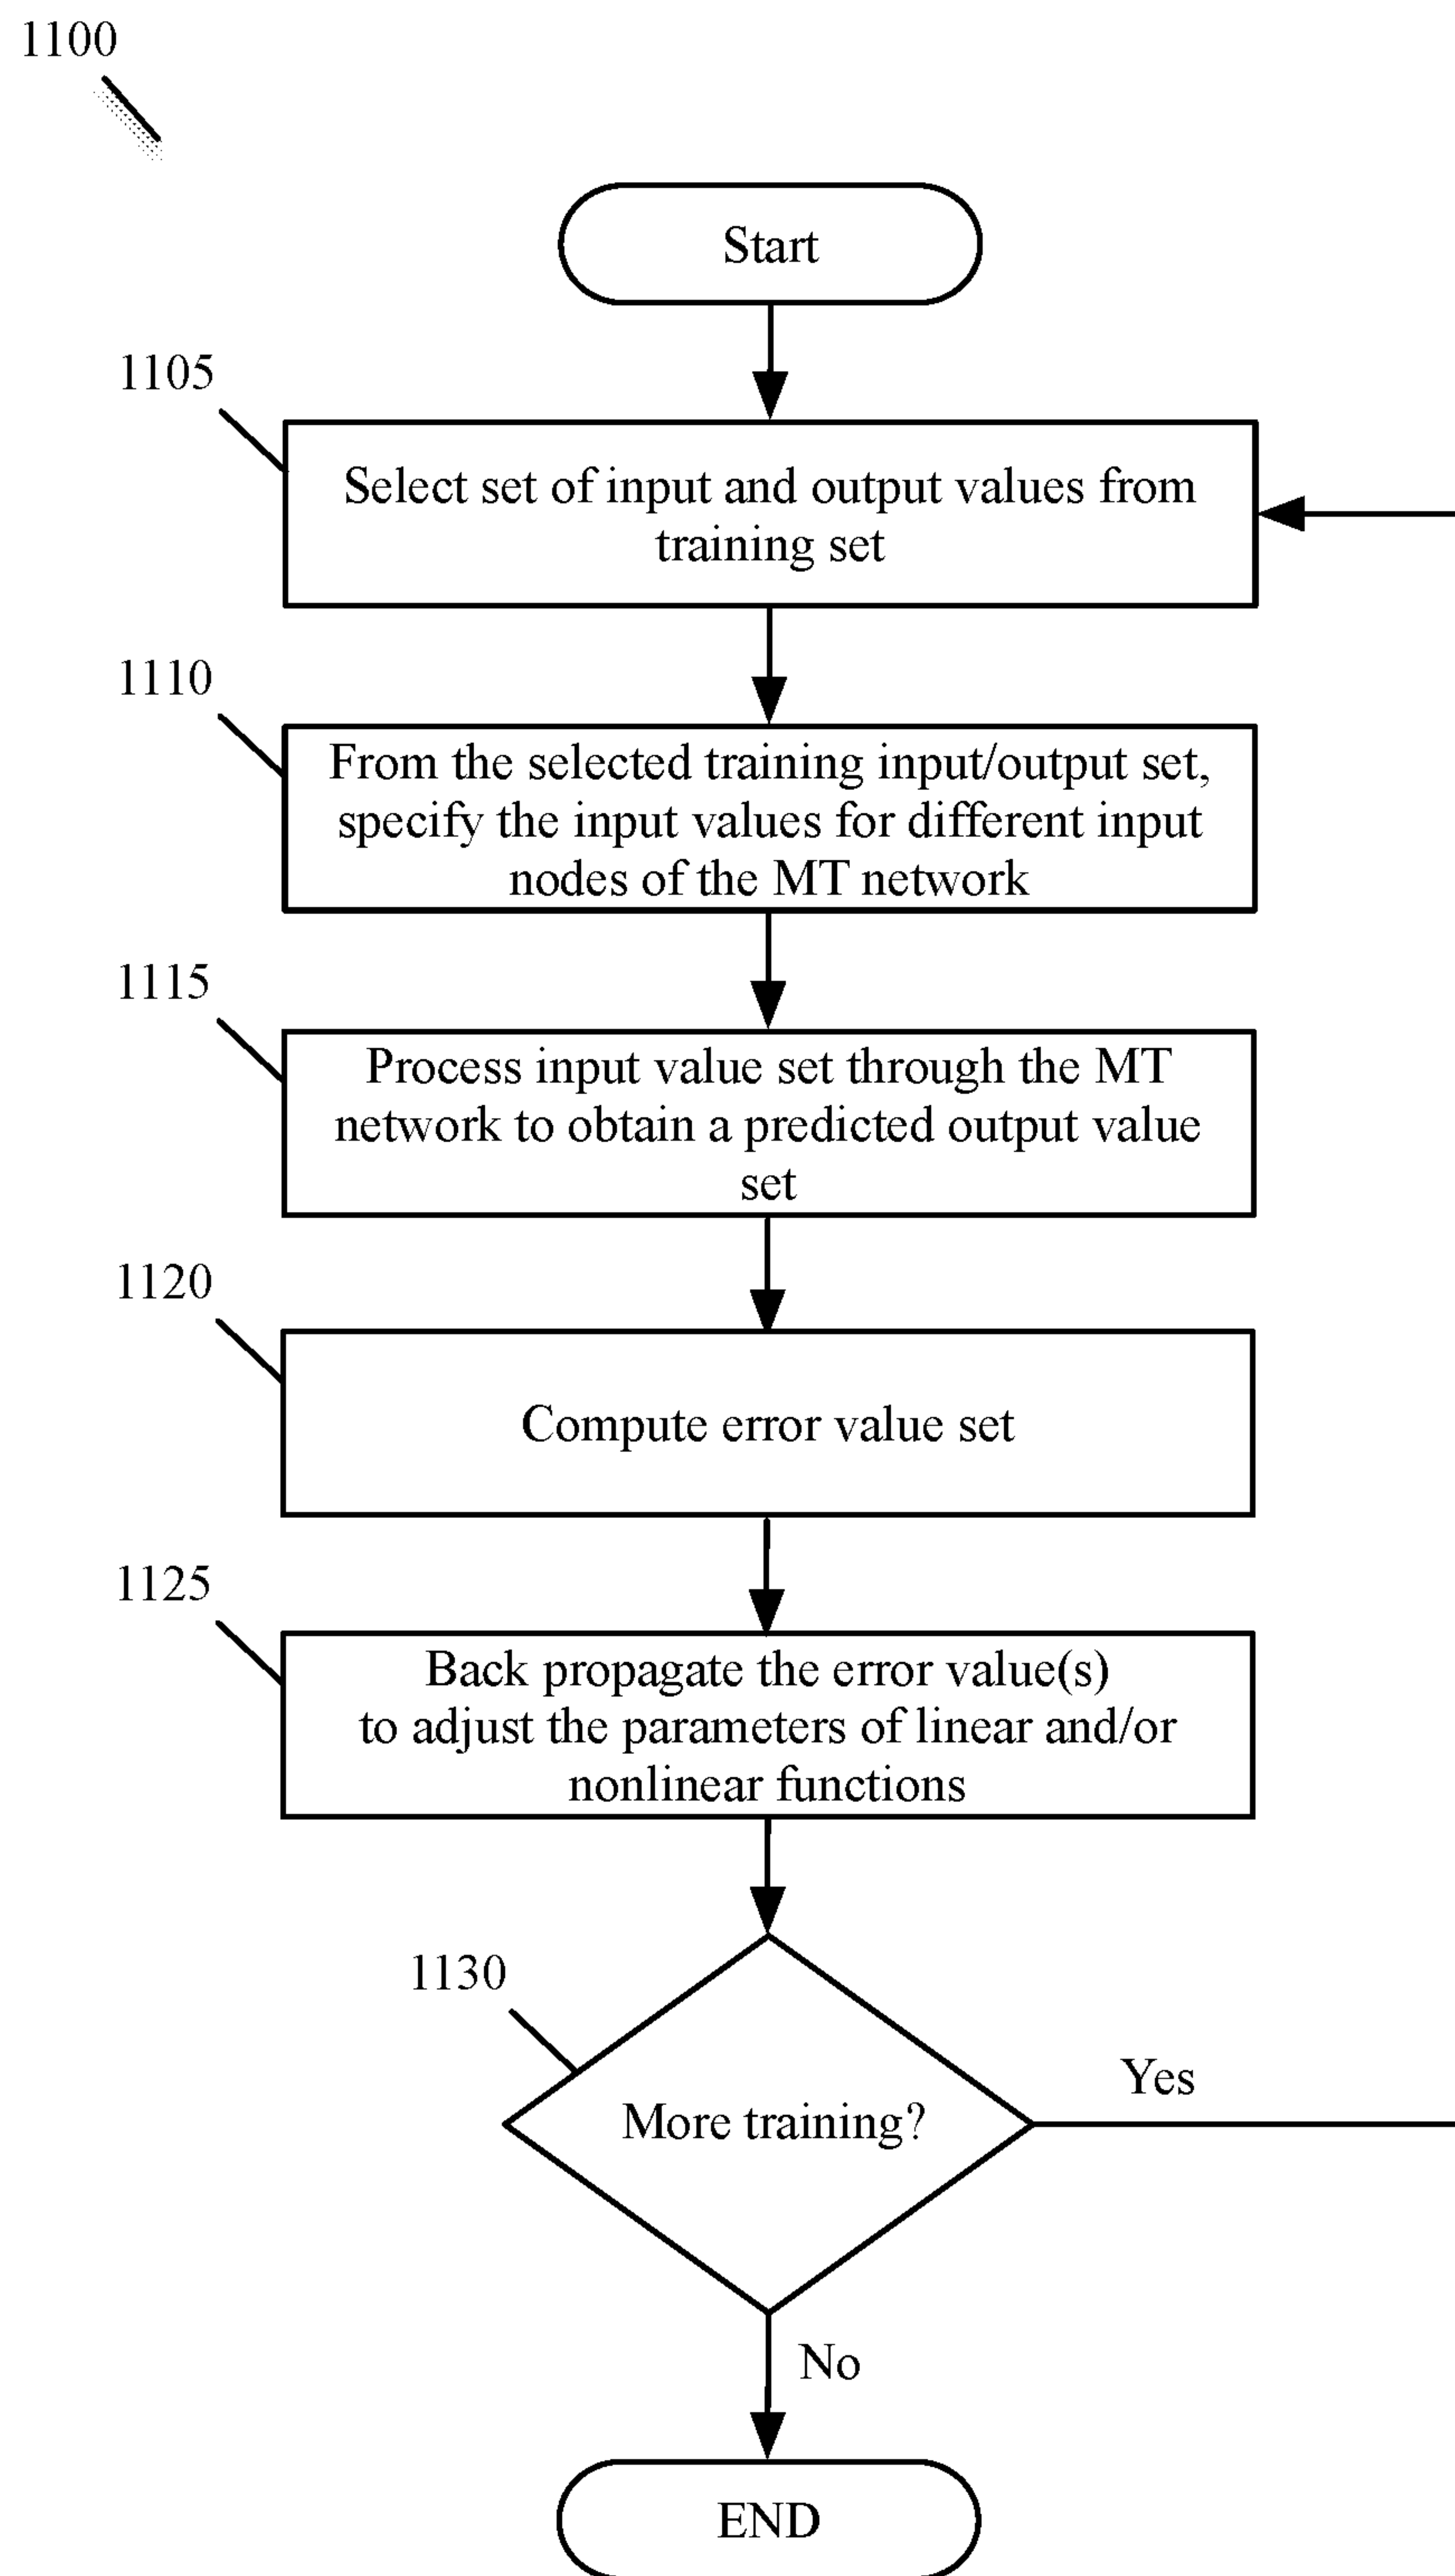 1100
Start
1105
Select set of input and output values from
training set
1110
From the selected training input/output set,
specify the input values for different input
nodes of the MT network
1115
Process input value set through the MT
network to obtain a predicted output value
set
1120
Compute error value set
1125
Back propagate the error value(s)
to adjust the parameters of linear and/or
nonlinear functions
1130
More training?
Yes
No
END